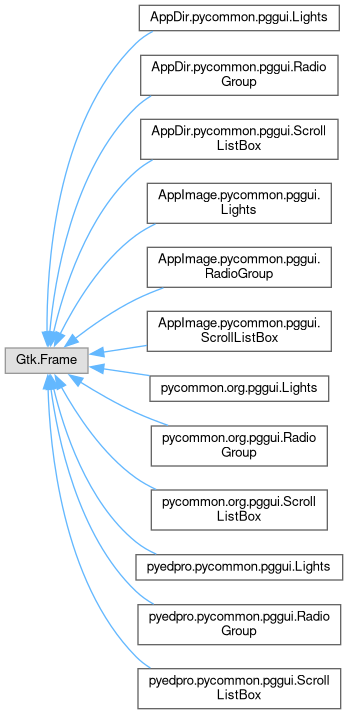 AppDir.pycommon.pggui.Lights
AppDir.pycommon.pggui.Radio
Group
AppDir.pycommon.pggui.Scroll
ListBox
AppImage.pycommon.pggui.
Lights
AppImage.pycommon.pggui.
RadioGroup
AppImage.pycommon.pggui.
ScrollListBox
Gtk.Frame
pycommon.org.pggui.Lights
pycommon.org.pggui.Radio
Group
pycommon.org.pggui.Scroll
ListBox
pyedpro.pycommon.pggui.Lights
pyedpro.pycommon.pggui.Radio
Group
pyedpro.pycommon.pggui.Scroll
ListBox